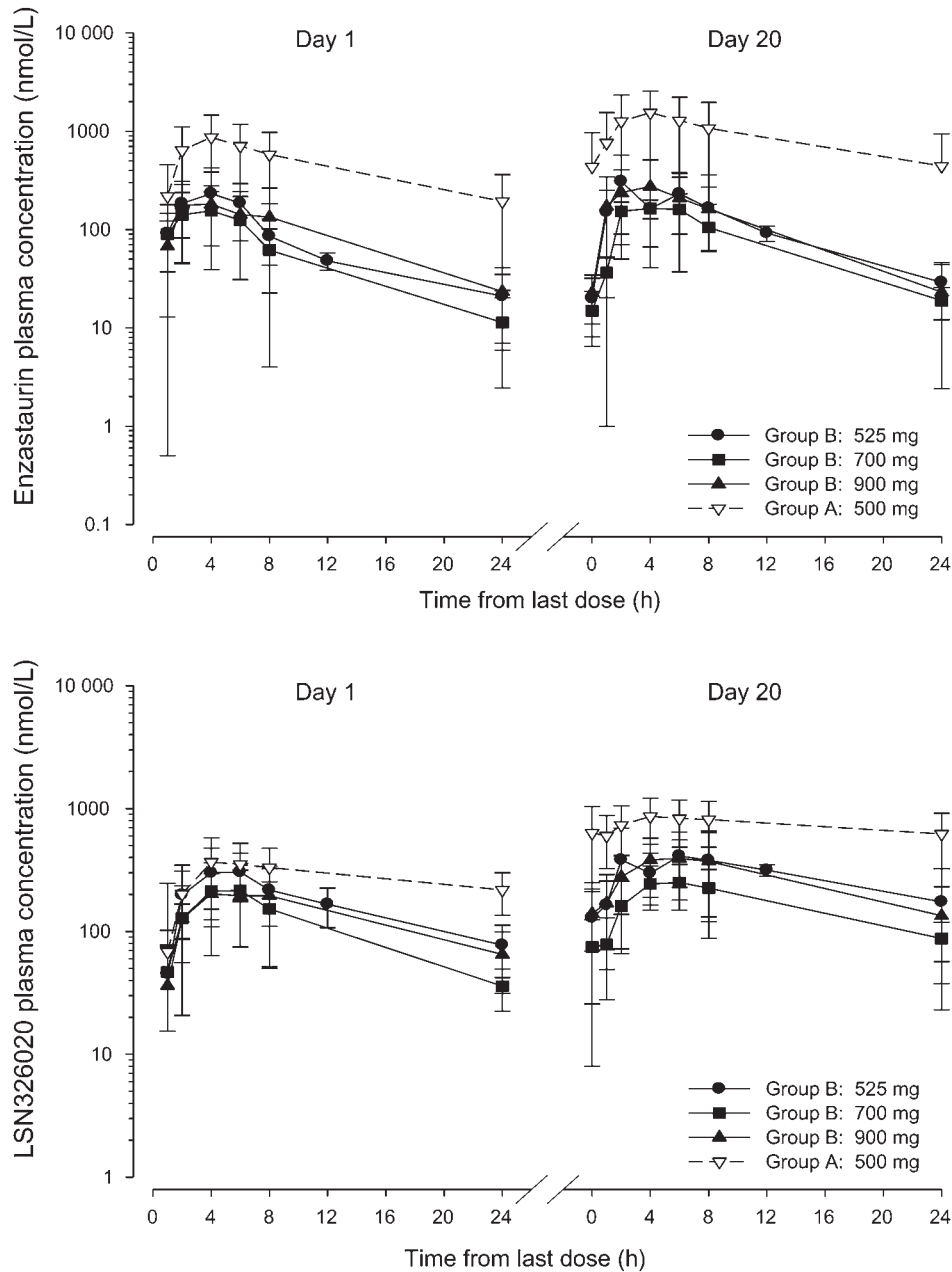 Day 1
Day 20
Enzastaurin plasma concentration (nmol/L)
10 000
1000
100
10
1
0.1
Group B: 525 mg
Group B: 700 mg
Group B: 900 mg
Group A: 500 mg
0 4 8 12 16 20 24
0 4 8 12 16 20 24
Time from last dose (h)
Day 1
Day 20
LSN326020 plasma concentration (nmol/L)
10 000
1000
100
10
1
Group B: 525 mg
Group B: 700 mg
Group B: 900 mg
Group A: 500 mg
0 4 8 12 16 20 24
0 4 8 12 16 20 24
Time from last dose (h)